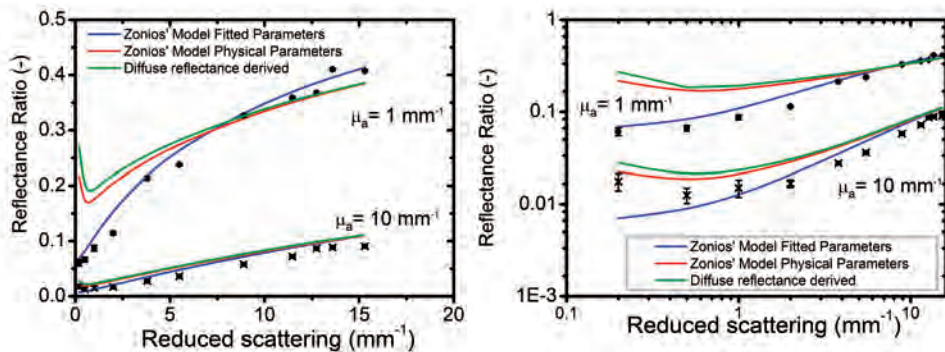 Reflectance Ratio (-)
0.5
0.4
0.3
0.2
0.1
0.0
Zonios' Model Fitted Parameters
Zonios' Model Physical Parameters
Diffuse reflectance derived
μa= 1 mm-1
μa= 10 mm-1
0 5 10 15 20
Reduced scattering (mm-1)
Reflectance Ratio (-)
1
0.1
0.01
1E-3
μa= 1 mm-1
μa= 10 mm-1
Zonios' Model Fitted Parameters
Zonios' Model Physical Parameters
Diffuse reflectance derived
0.1 1 10
Reduced scattering (mm-1)